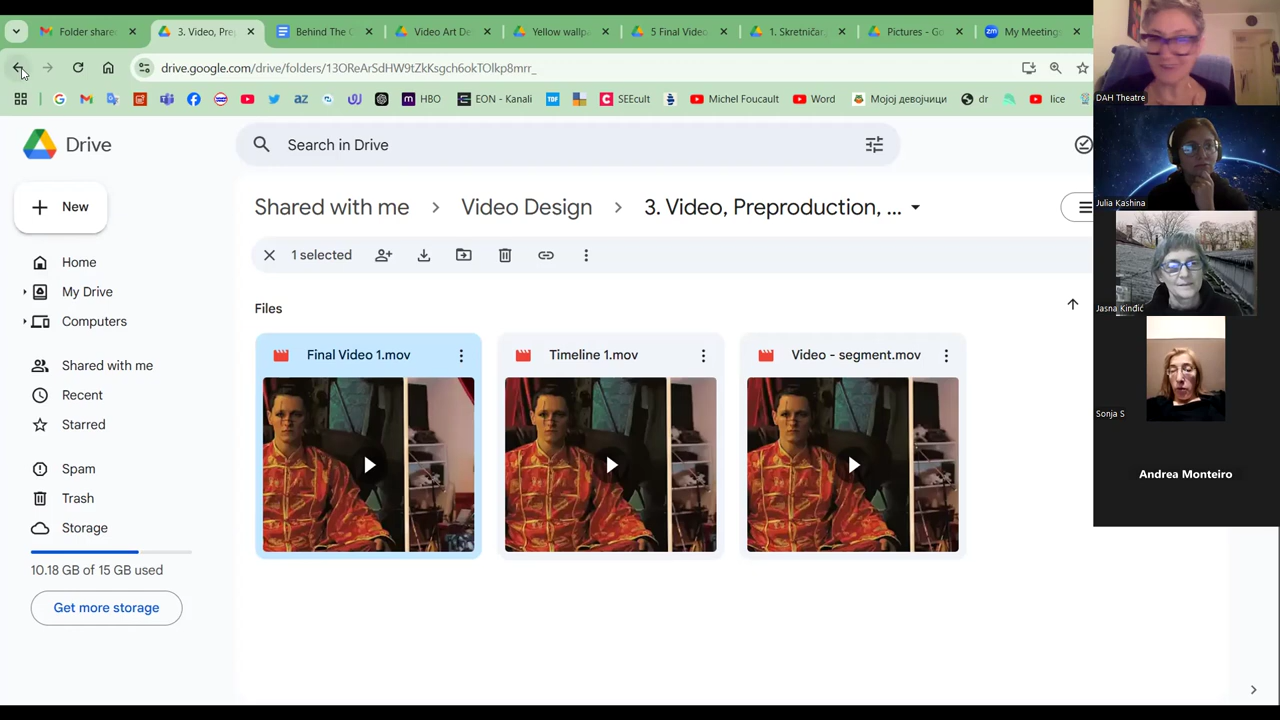 Folder share
3. Video, Prep
Behind The C
Video Art De
Yellow wallpa
5 Final Video
1. Skretničar,
Pictures - Go
My Meeting
drive.google.com/drive/folders/13OReArSdHW9tZkKsgch6okTOlkp8mrr_
HBO
EON - Kanali
SEEcult
Michel Foucault
Word
Мојој девојчици
dr
lice
Drive
Search in Drive
New
Shared with me > Video Design > 3. Video, Preproduction, ...
1 selected
Home
My Drive
Computers
Shared with me
Recent
Starred
Spam
Trash
Storage
10.18 GB of 15 GB used
Get more storage
Files
Final Video 1.mov
Timeline 1.mov
Video - segment.mov
DAH Theatre
Julia Kashina
Jasna Kinđić
Sonja S
Andrea Monteiro